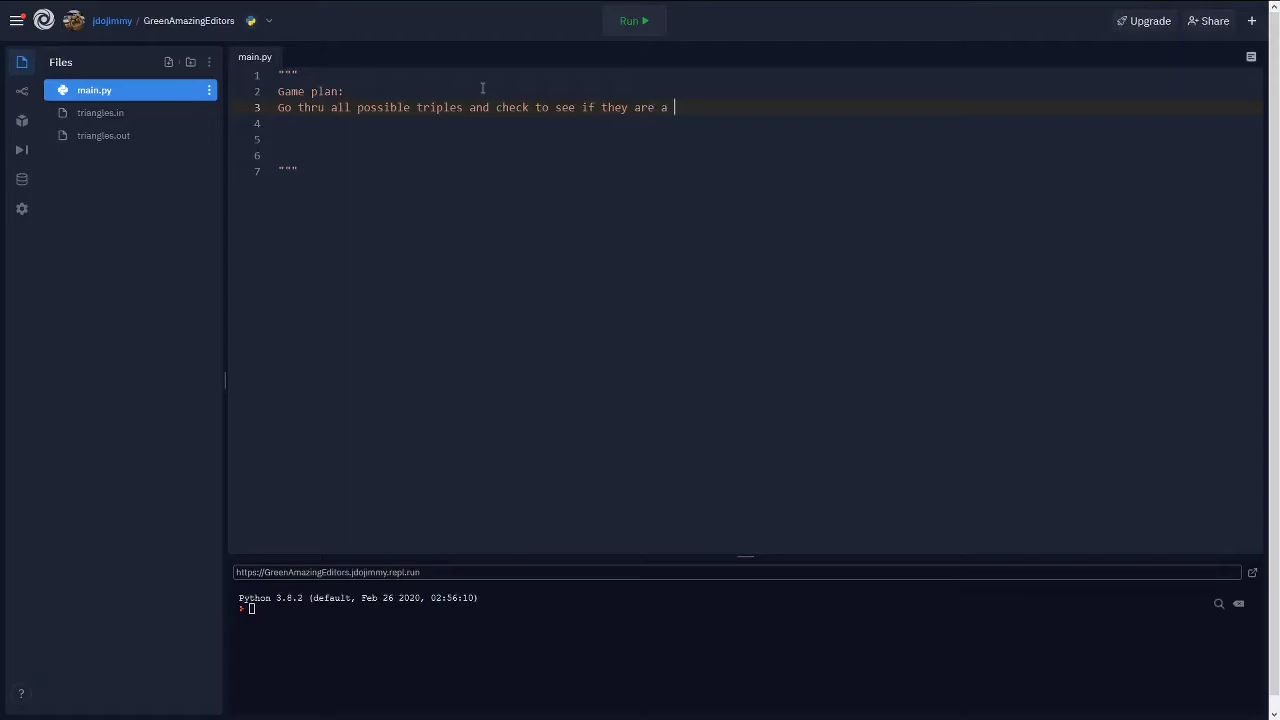 jdojimmy / GreenAmazingEditors
Run
Upgrade
Share
Files
main.py
triangles.in
triangles.out
main.py
1 """
2 Game plan:
3 Go thru all possible triples and check to see if they are a
4
5
6
7 """
https://GreenAmazingEditors.jdojimmy.repl.run
Python 3.8.2 (default, Feb 26 2020, 02:56:10)
>
?